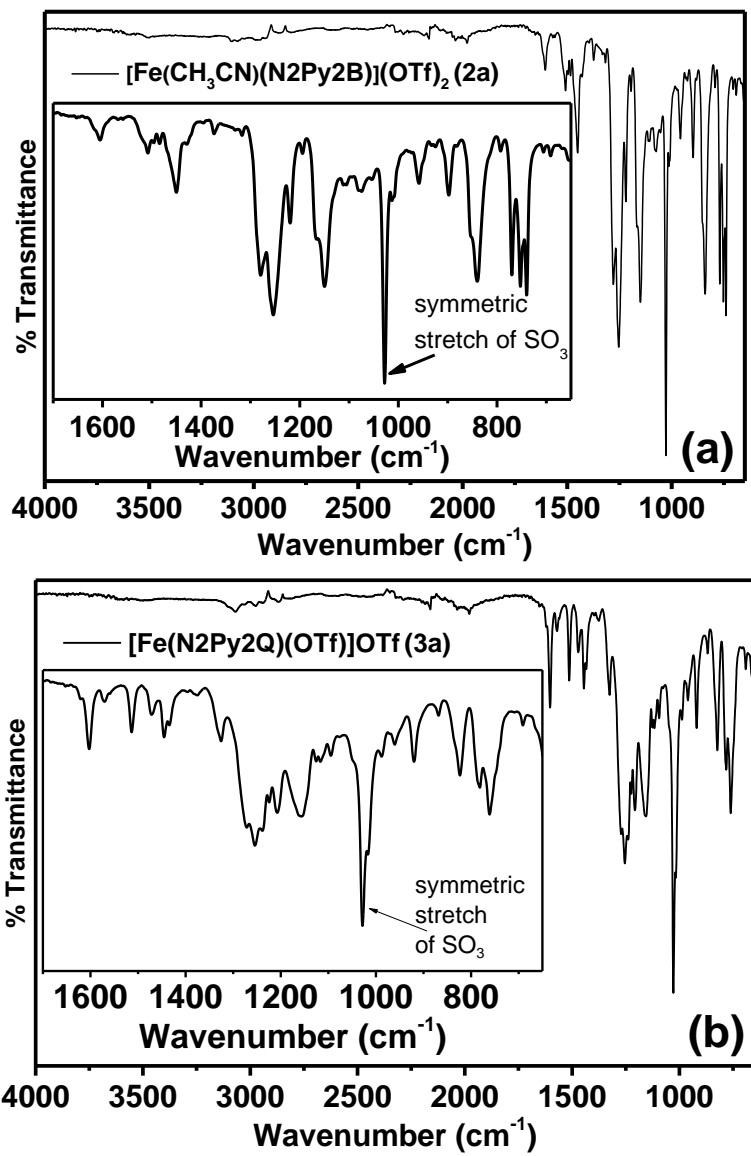 [Fe(CH₃CN)(N2Py2B)](OTf)₂ (2a)
% Transmittance
symmetric
stretch of SO₃
1600 1400 1200 1000 800
Wavenumber (cm⁻¹)
(a)
4000 3500 3000 2500 2000 1500 1000
Wavenumber (cm⁻¹)
[Fe(N2Py2Q)(OTf)]OTf (3a)
% Transmittance
symmetric
stretch
of SO₃
1600 1400 1200 1000 800
Wavenumber (cm⁻¹)
(b)
4000 3500 3000 2500 2000 1500 1000
Wavenumber (cm⁻¹)